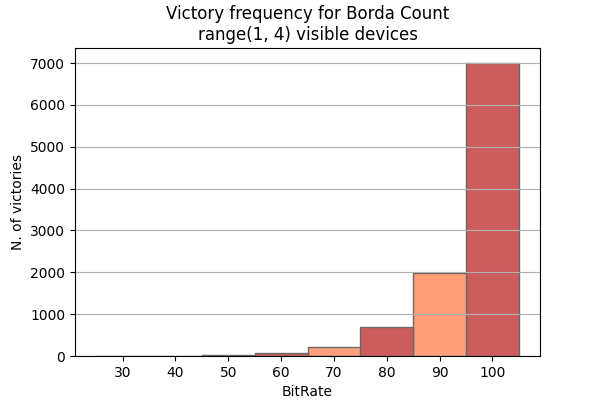 Victory frequency for Borda Count
range(1, 4) visible devices
N. of victories
7000
6000
5000
4000
3000
2000
1000
0
30 40 50 60 70 80 90 100
BitRate